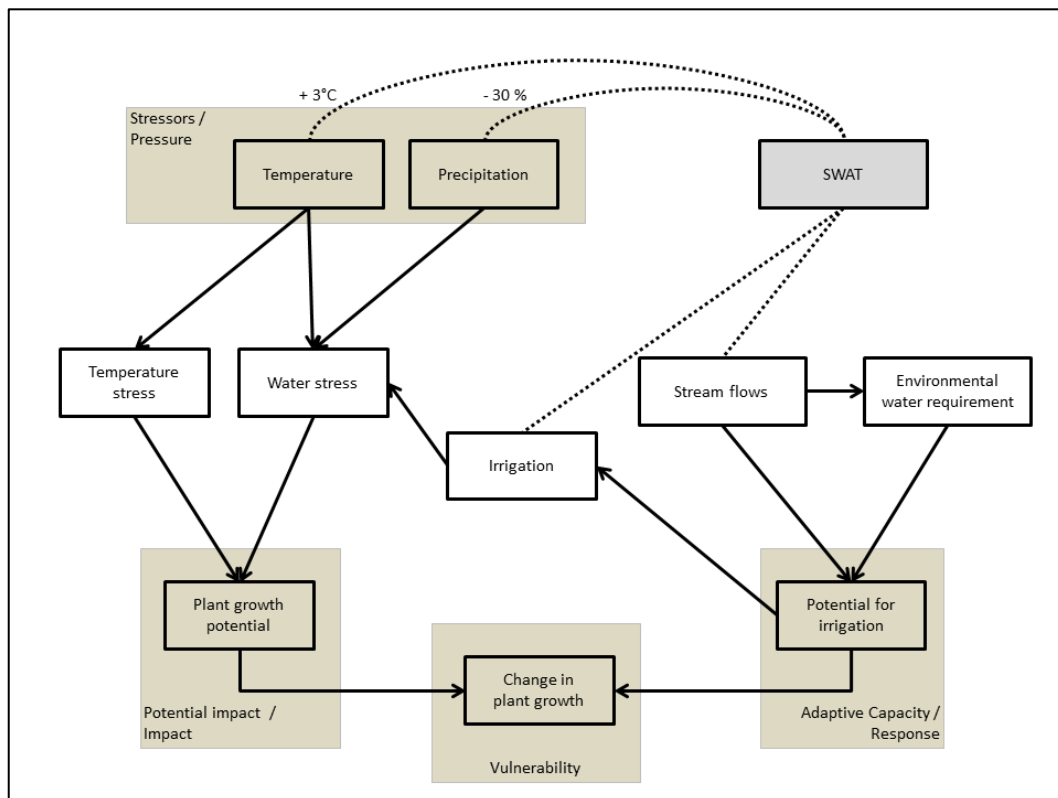 + 3°C
- 30 %
Stressors /
Pressure
Temperature
Precipitation
SWAT
Temperature
stress
Water stress
Stream flows
Environmental
water requirement
Irrigation
Plant growth
potential
Potential for
irrigation
Change in
plant growth
Potential impact /
Impact
Adaptive Capacity /
Response
Vulnerability